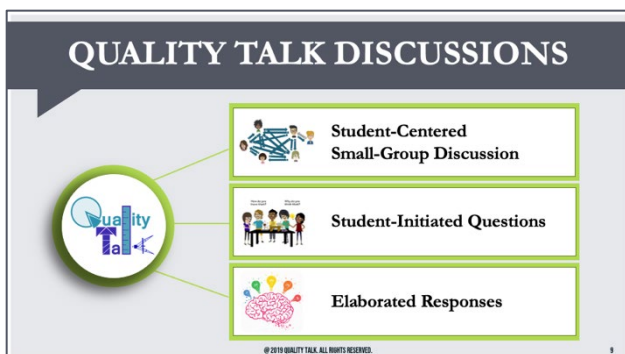 QUALITY TALK DISCUSSIONS
Quality
Talk
Student-Centered
Small-Group Discussion
Student-Initiated Questions
Elaborated Responses
@ 2019 QUALITY TALK. ALL RIGHTS RESERVED.
9